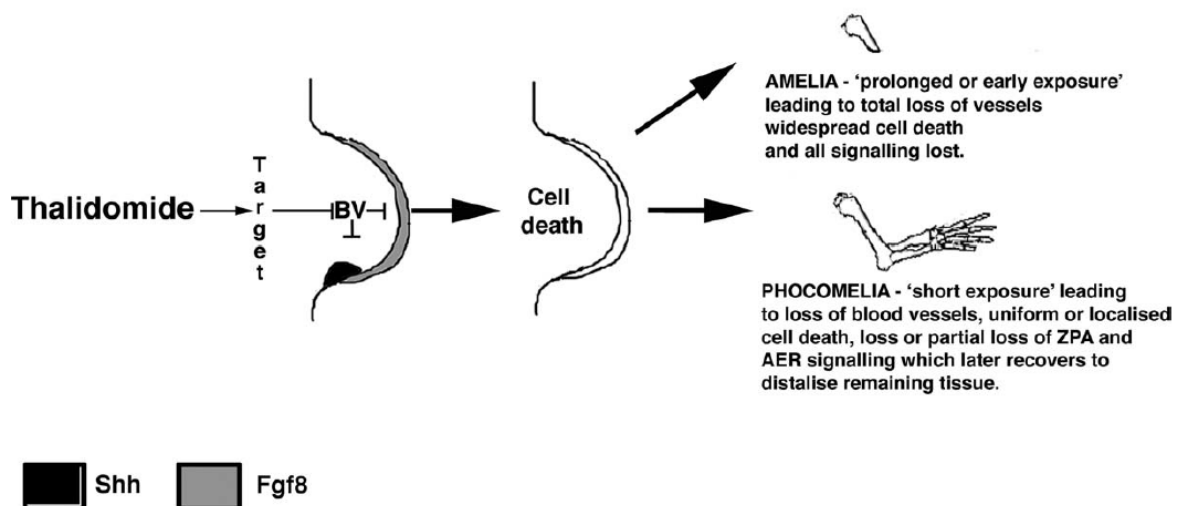 AMELIA - 'prolonged or early exposure'
leading to total loss of vessels
widespread cell death
and all signalling lost.
Thalidomide
Target
BV
Cell
death
PHOCOMELIA - 'short exposure' leading
to loss of blood vessels, uniform or localised
cell death, loss or partial loss of ZPA and
AER signalling which later recovers to
distalise remaining tissue.
Shh
Fgf8